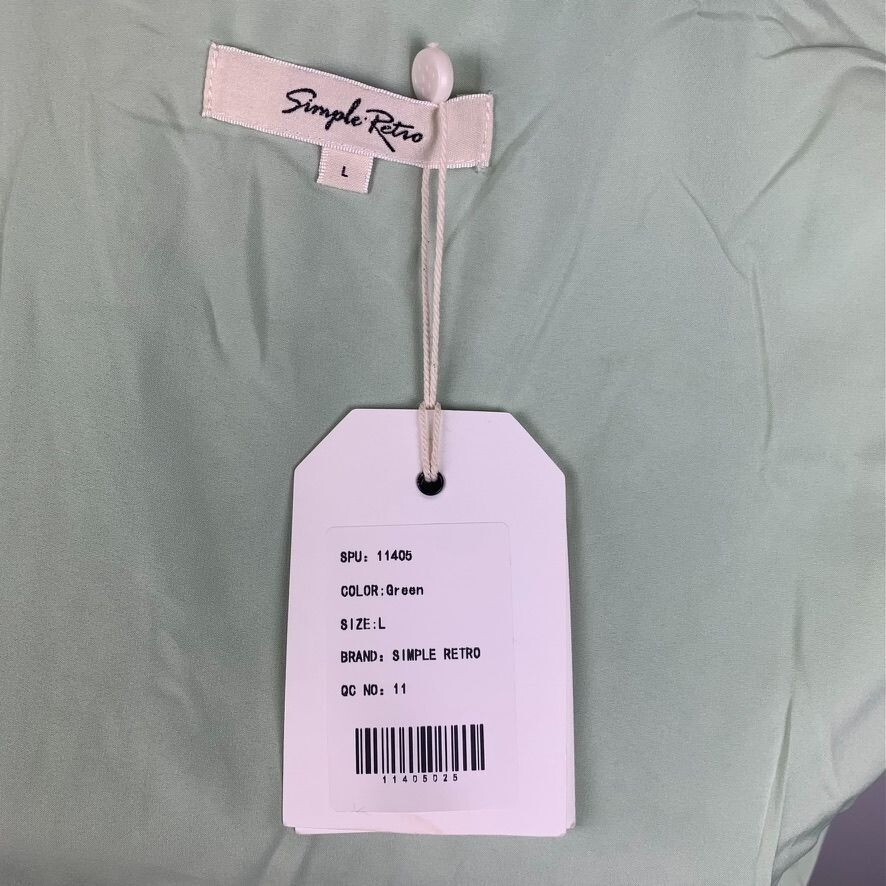 Simple Retro
L
SPU: 11405
COLOR:Green
SIZE:L
BRAND: SIMPLE RETRO
QC NO: 11
11405025